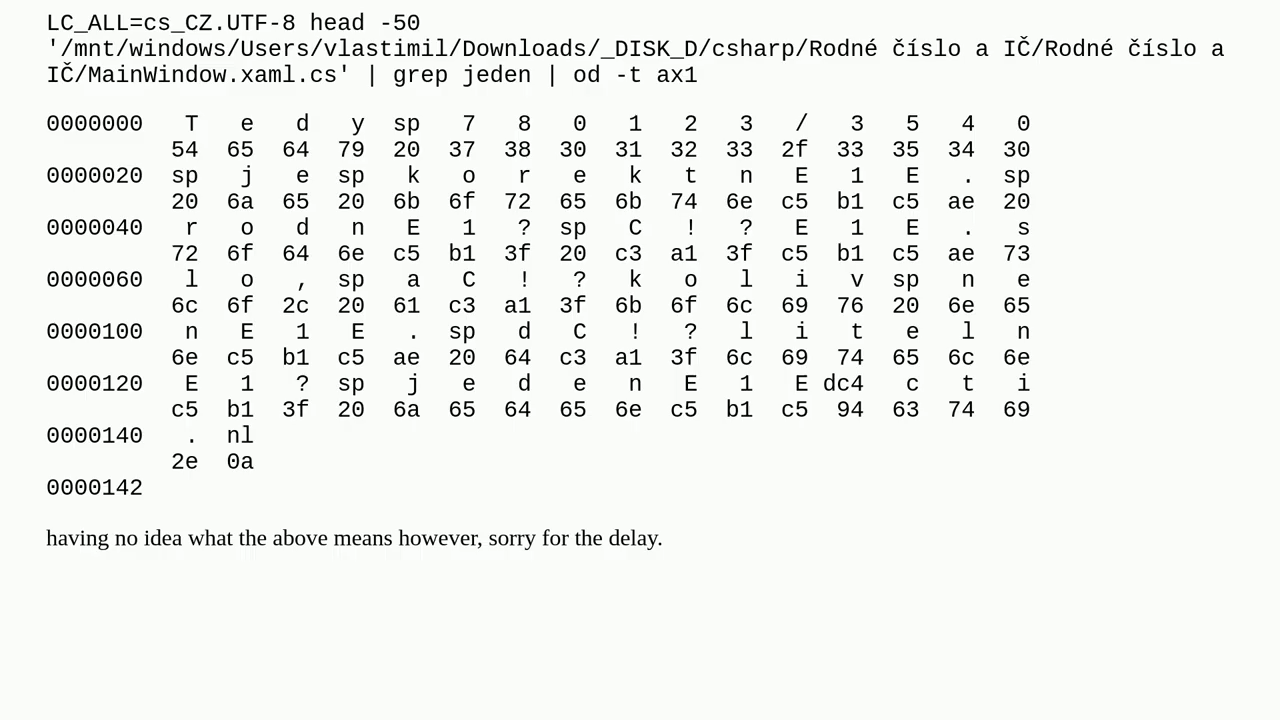 LC_ALL=cs_CZ.UTF-8 head -50
'/mnt/windows/Users/vlastimil/Downloads/_DISK_D/csharp/Rodné číslo a IČ/Rodné číslo a
IČ/MainWindow.xaml.cs' | grep jeden | od -t ax1
0000000 T e d y sp 7 8 0 1 2 3 / 3 5 4 0
54 65 64 79 20 37 38 30 31 32 33 2f 33 35 34 30
0000020 sp j e sp k o r e k t n E 1 E . sp
20 6a 65 20 6b 6f 72 65 6b 74 6e c5 b1 c5 ae 20
0000040 r o d n E 1 ? sp C ! ? E 1 E . s
72 6f 64 6e c5 b1 3f 20 c3 a1 3f c5 b1 c5 ae 73
0000060 l o , sp a C ! ? k o l i v sp n e
6c 6f 2c 20 61 c3 a1 3f 6b 6f 6c 69 76 20 6e 65
0000100 n E 1 E . sp d C ! ? l i t e l n
6e c5 b1 c5 ae 20 64 c3 a1 3f 6c 69 74 65 6c 6e
0000120 E 1 ? sp j e d e n E 1 E dc4 c t i
c5 b1 3f 20 6a 65 64 65 6e c5 b1 c5 94 63 74 69
0000140 . nl
2e 0a
0000142
having no idea what the above means however, sorry for the delay.